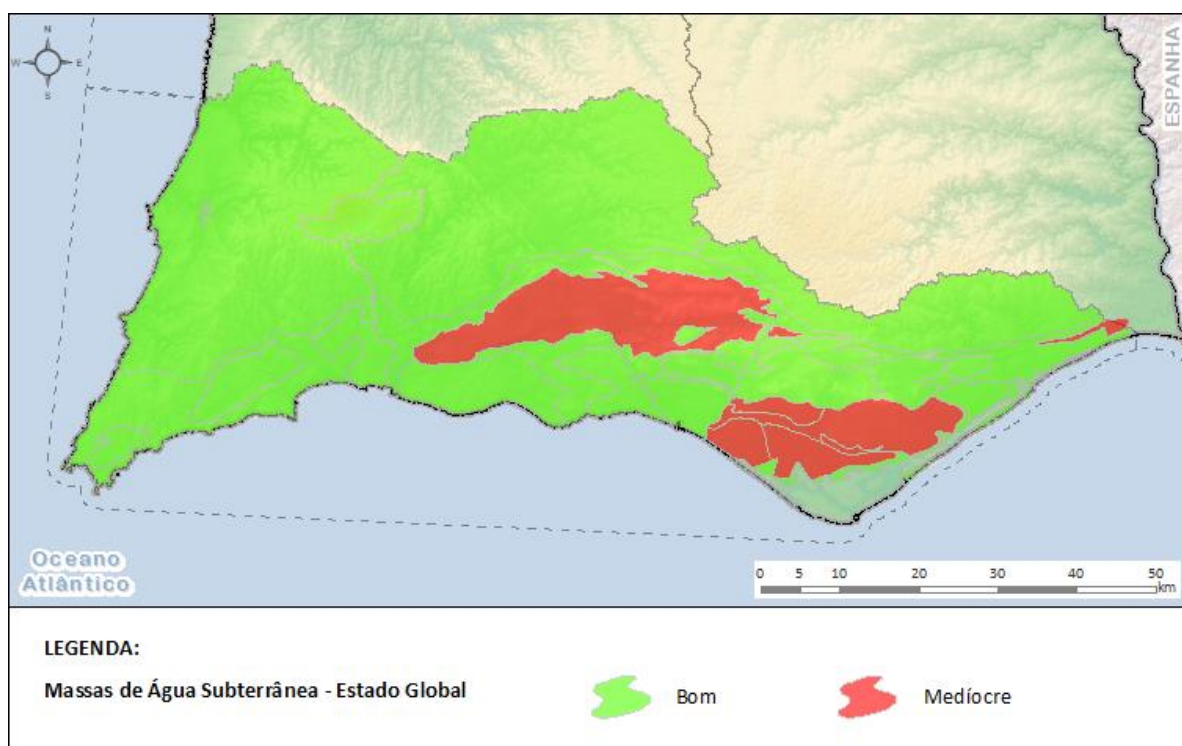 N
W E
S
ESPANHA
Oceano
Atlântico
0 5 10 20 30 40 50
km
LEGENDA:
Massas de Água Subterrânea - Estado Global
Bom
Medíocre